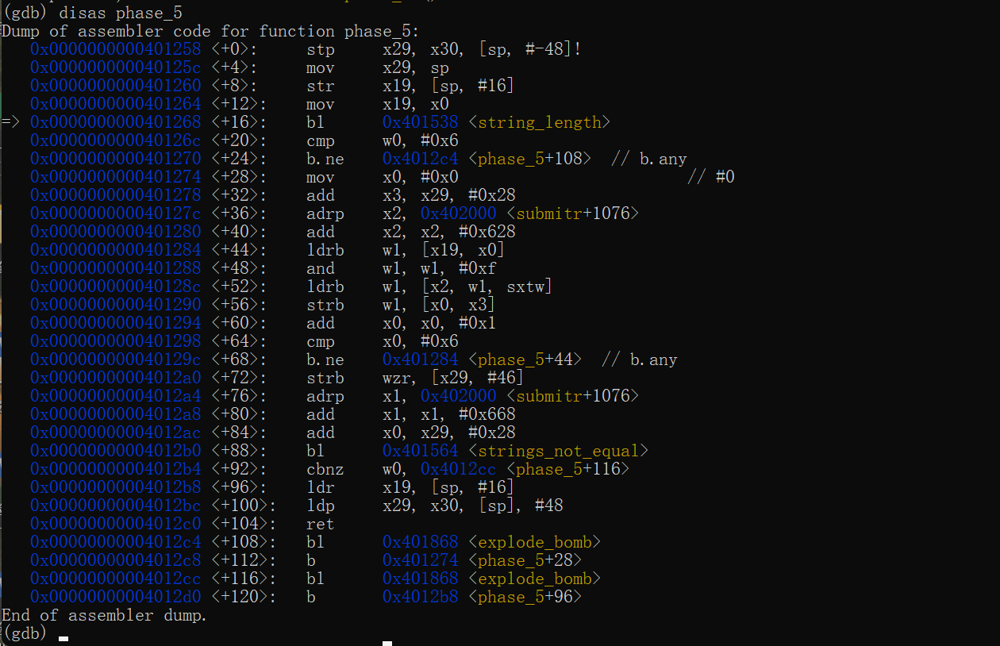 (gdb) disas phase_5
Dump of assembler code for function phase_5:
0x0000000000401258 <+0>: stp x29, x30, [sp, #-48]!
0x000000000040125c <+4>: mov x29, sp
0x0000000000401260 <+8>: str x19, [sp, #16]
0x0000000000401264 <+12>: mov x19, x0
=> 0x0000000000401268 <+16>: bl 0x401538 <string_length>
0x000000000040126c <+20>: cmp w0, #0x6
0x0000000000401270 <+24>: b.ne 0x4012c4 <phase_5+108> // b.any
0x0000000000401274 <+28>: mov x0, #0x0 // #0
0x0000000000401278 <+32>: add x3, x29, #0x28
0x000000000040127c <+36>: adrp x2, 0x402000 <submitr+1076>
0x0000000000401280 <+40>: add x2, x2, #0x628
0x0000000000401284 <+44>: ldrb w1, [x19, x0]
0x0000000000401288 <+48>: and w1, w1, #0xf
0x000000000040128c <+52>: ldrb w1, [x2, w1, sxtw]
0x0000000000401290 <+56>: strb w1, [x0, x3]
0x0000000000401294 <+60>: add x0, x0, #0x1
0x0000000000401298 <+64>: cmp x0, #0x6
0x000000000040129c <+68>: b.ne 0x401284 <phase_5+44> // b.any
0x00000000004012a0 <+72>: strb wzr, [x29, #46]
0x00000000004012a4 <+76>: adrp x1, 0x402000 <submitr+1076>
0x00000000004012a8 <+80>: add x1, x1, #0x668
0x00000000004012ac <+84>: add x0, x29, #0x28
0x00000000004012b0 <+88>: bl 0x401564 <strings_not_equal>
0x00000000004012b4 <+92>: cbnz w0, 0x4012cc <phase_5+116>
0x00000000004012b8 <+96>: ldr x19, [sp, #16]
0x00000000004012bc <+100>: ldp x29, x30, [sp], #48
0x00000000004012c0 <+104>: ret
0x00000000004012c4 <+108>: bl 0x401868 <explode_bomb>
0x00000000004012c8 <+112>: b 0x401274 <phase_5+28>
0x00000000004012cc <+116>: bl 0x401868 <explode_bomb>
0x00000000004012d0 <+120>: b 0x4012b8 <phase_5+96>
End of assembler dump.
(gdb)